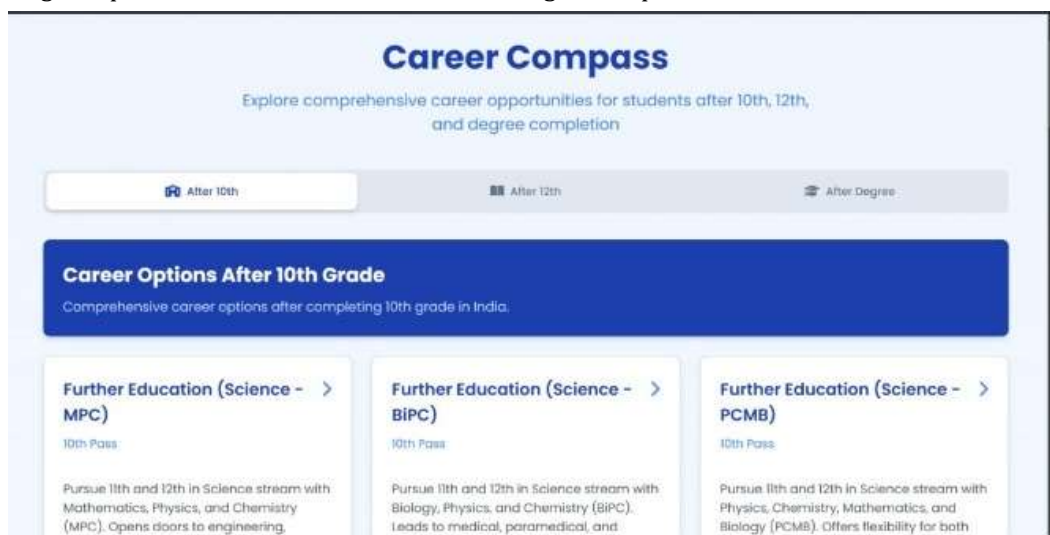 Career Compass
Explore comprehensive career opportunities for students after 10th, 12th,
and degree completion
After 10th
After 12th
After Degree
Career Options After 10th Grade
Comprehensive career options after completing 10th grade in India.
Further Education (Science -
MPC)
10th Pass
Pursue 11th and 12th in Science stream with
Mathematics, Physics, and Chemistry
(MPC). Opens doors to engineering,
Further Education (Science -
BiPC)
10th Pass
Pursue 11th and 12th in Science stream with
Biology, Physics, and Chemistry (BiPC).
Leads to medical, paramedical, and
Further Education (Science -
PCMB)
10th Pass
Pursue 11th and 12th in Science stream with
Physics, Chemistry, Mathematics, and
Biology (PCMB). Offers flexibility for both